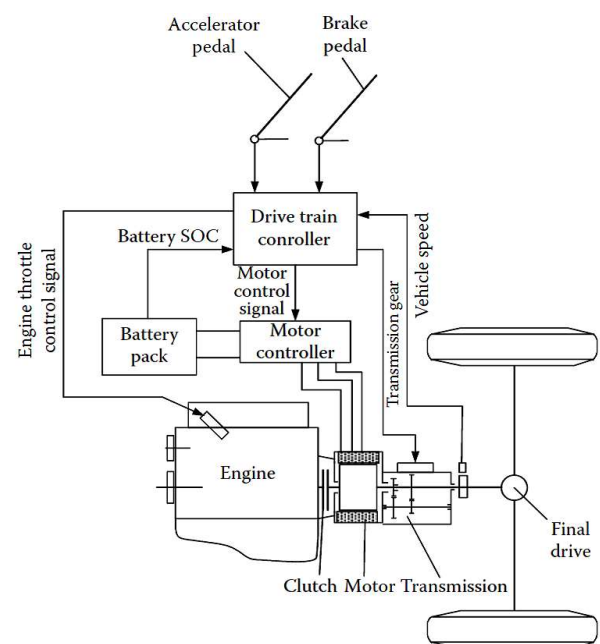 Accelerator
pedal
Brake
pedal
Drive train
conroller
Battery SOC
Engine throttle
control signal
Motor
control
signal
Transmission gear
Vehicle speed
Battery
pack
Motor
controller
Engine
Final
drive
Clutch Motor Transmission